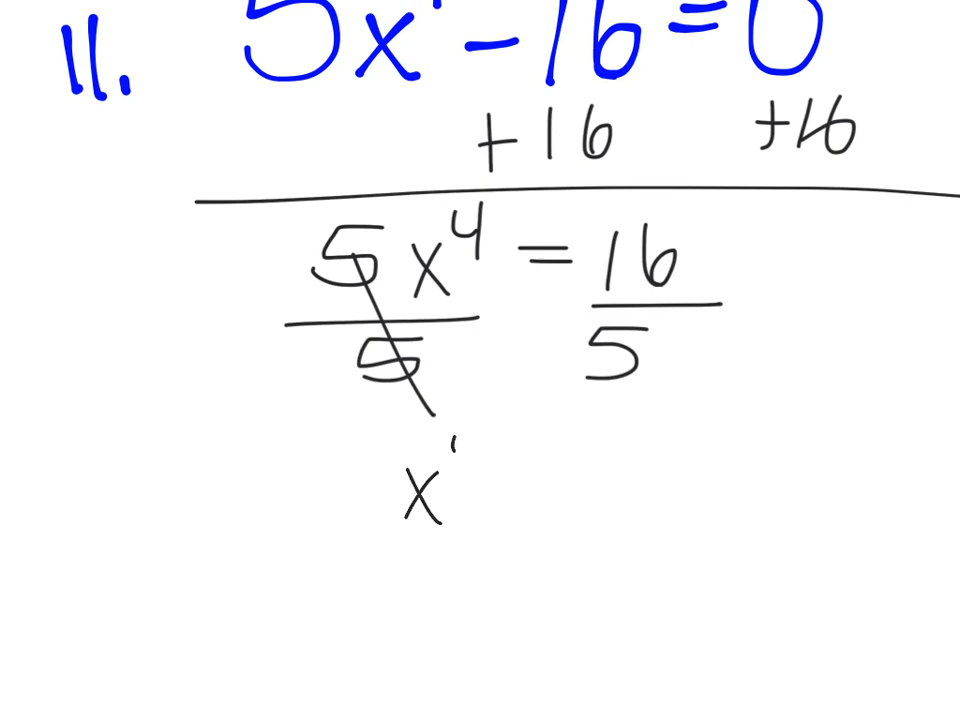 11. 5x - 16 = 0
+16 +16
5x⁴ = 16
5 5
x